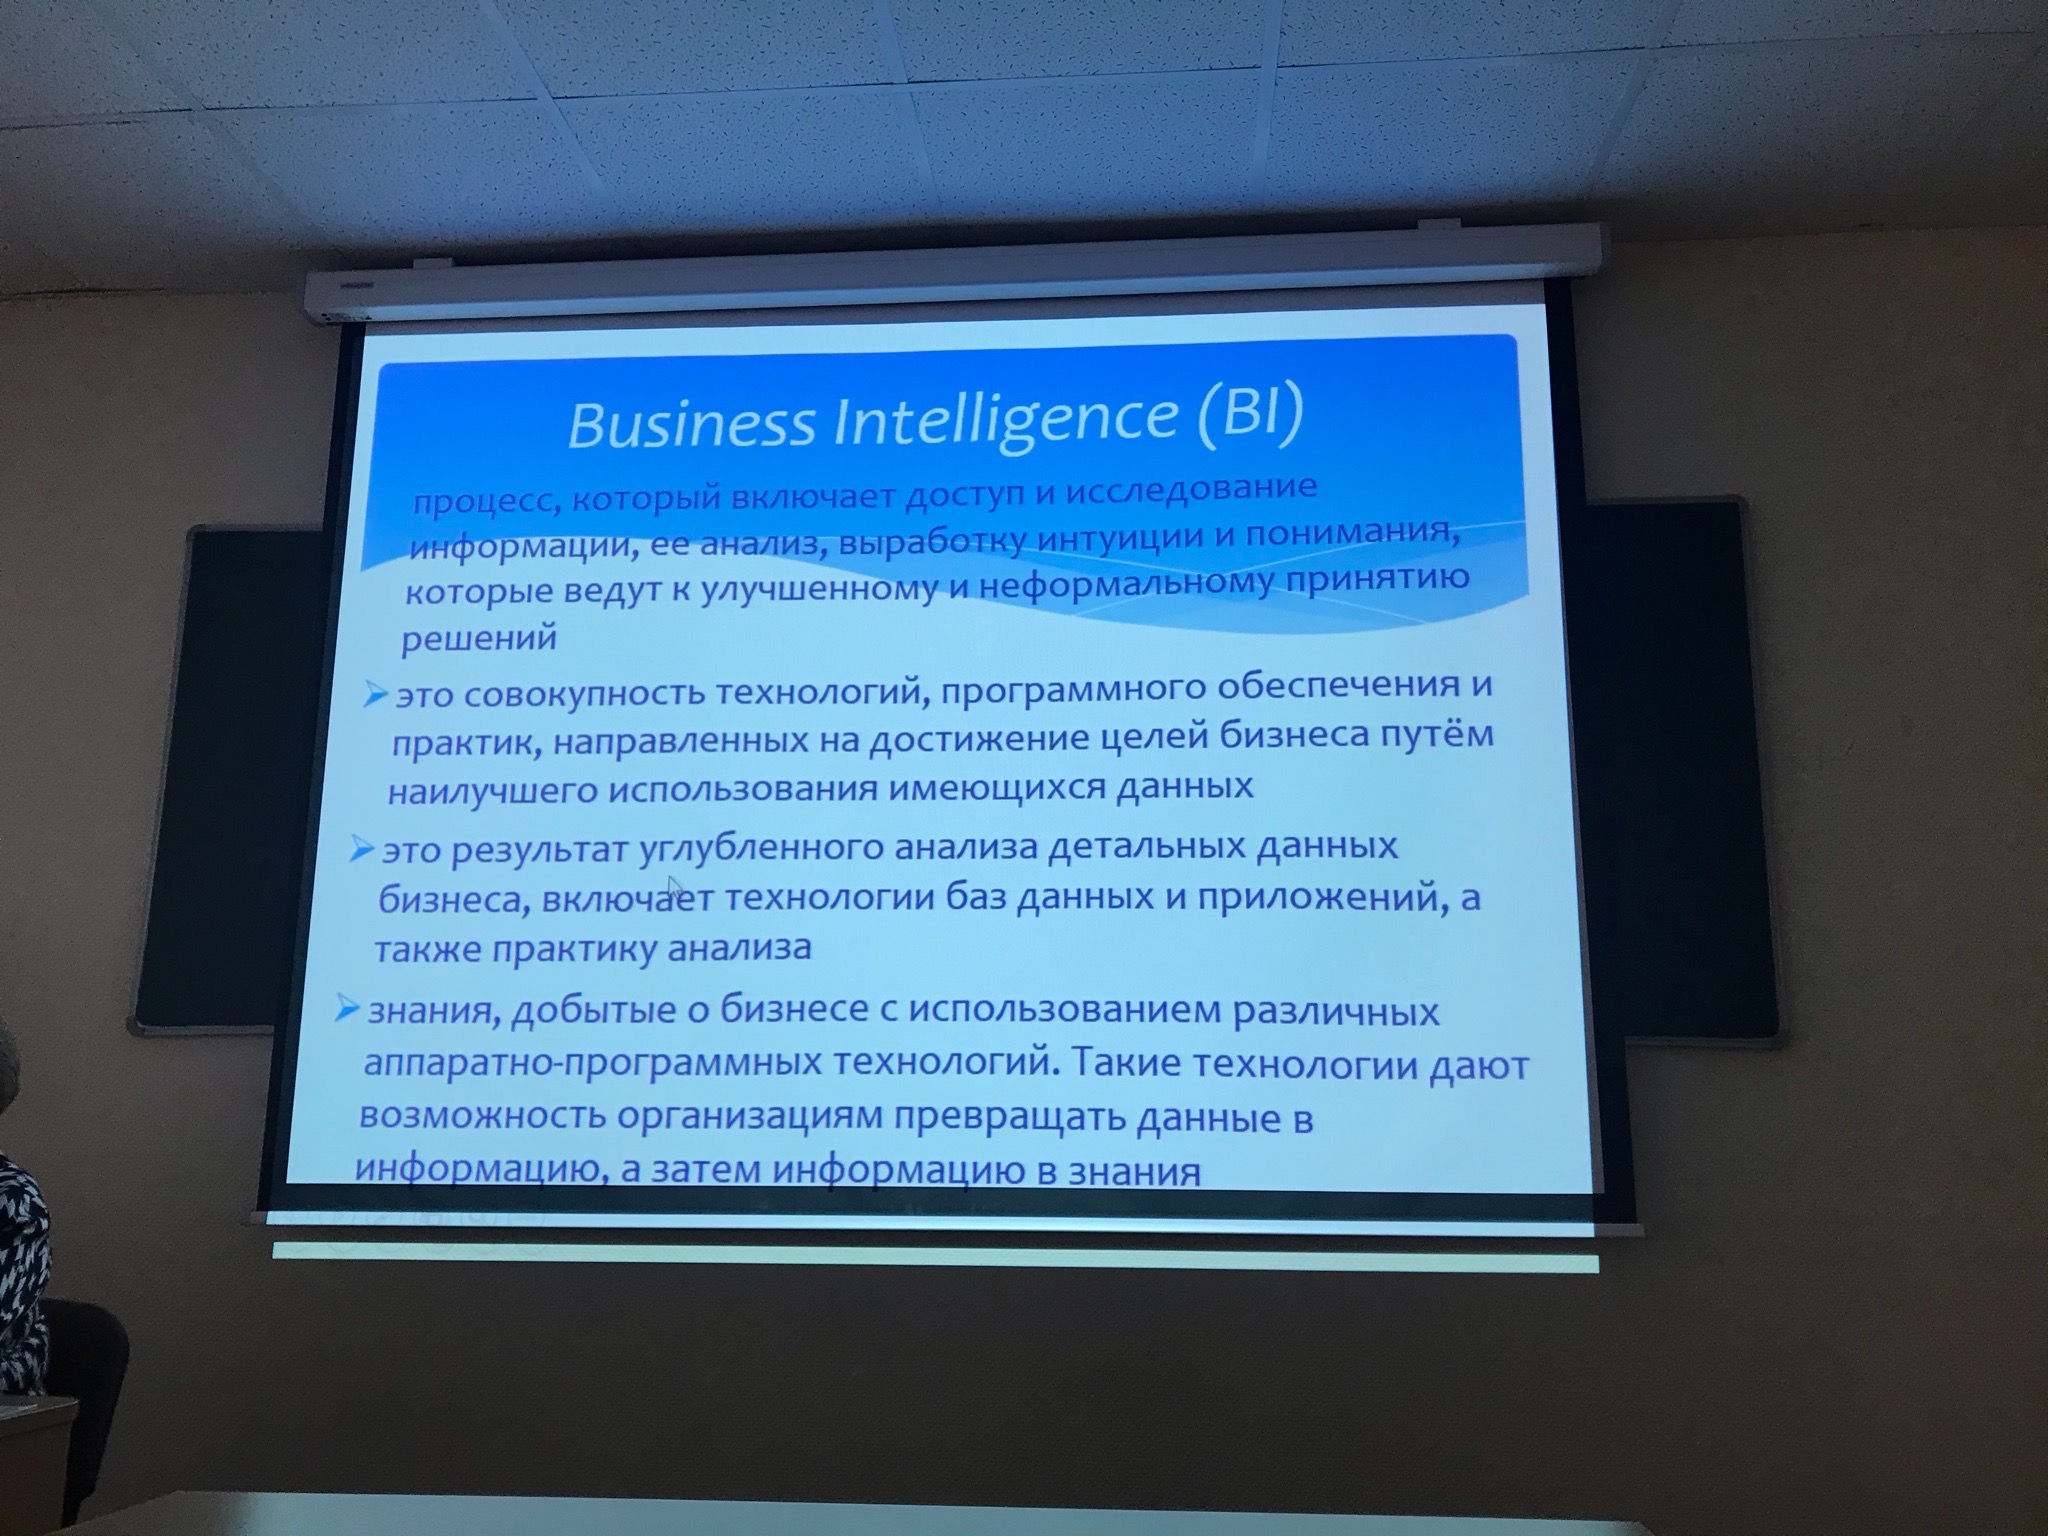 Business Intelligence (BI)
процесс, который включает доступ и исследование
информации, ее анализ, выработку интуиции и понимания,
которые ведут к улучшенному и неформальному принятию
решений
это совокупность технологий, программного обеспечения и
практик, направленных на достижение целей бизнеса путём
наилучшего использования имеющихся данных
это результат углубленного анализа детальных данных
бизнеса, включает технологии баз данных и приложений, а
также практику анализа
знания, добытые о бизнесе с использованием различных
аппаратно-программных технологий. Такие технологии дают
возможность организациям превращать данные в
информацию, а затем информацию в знания